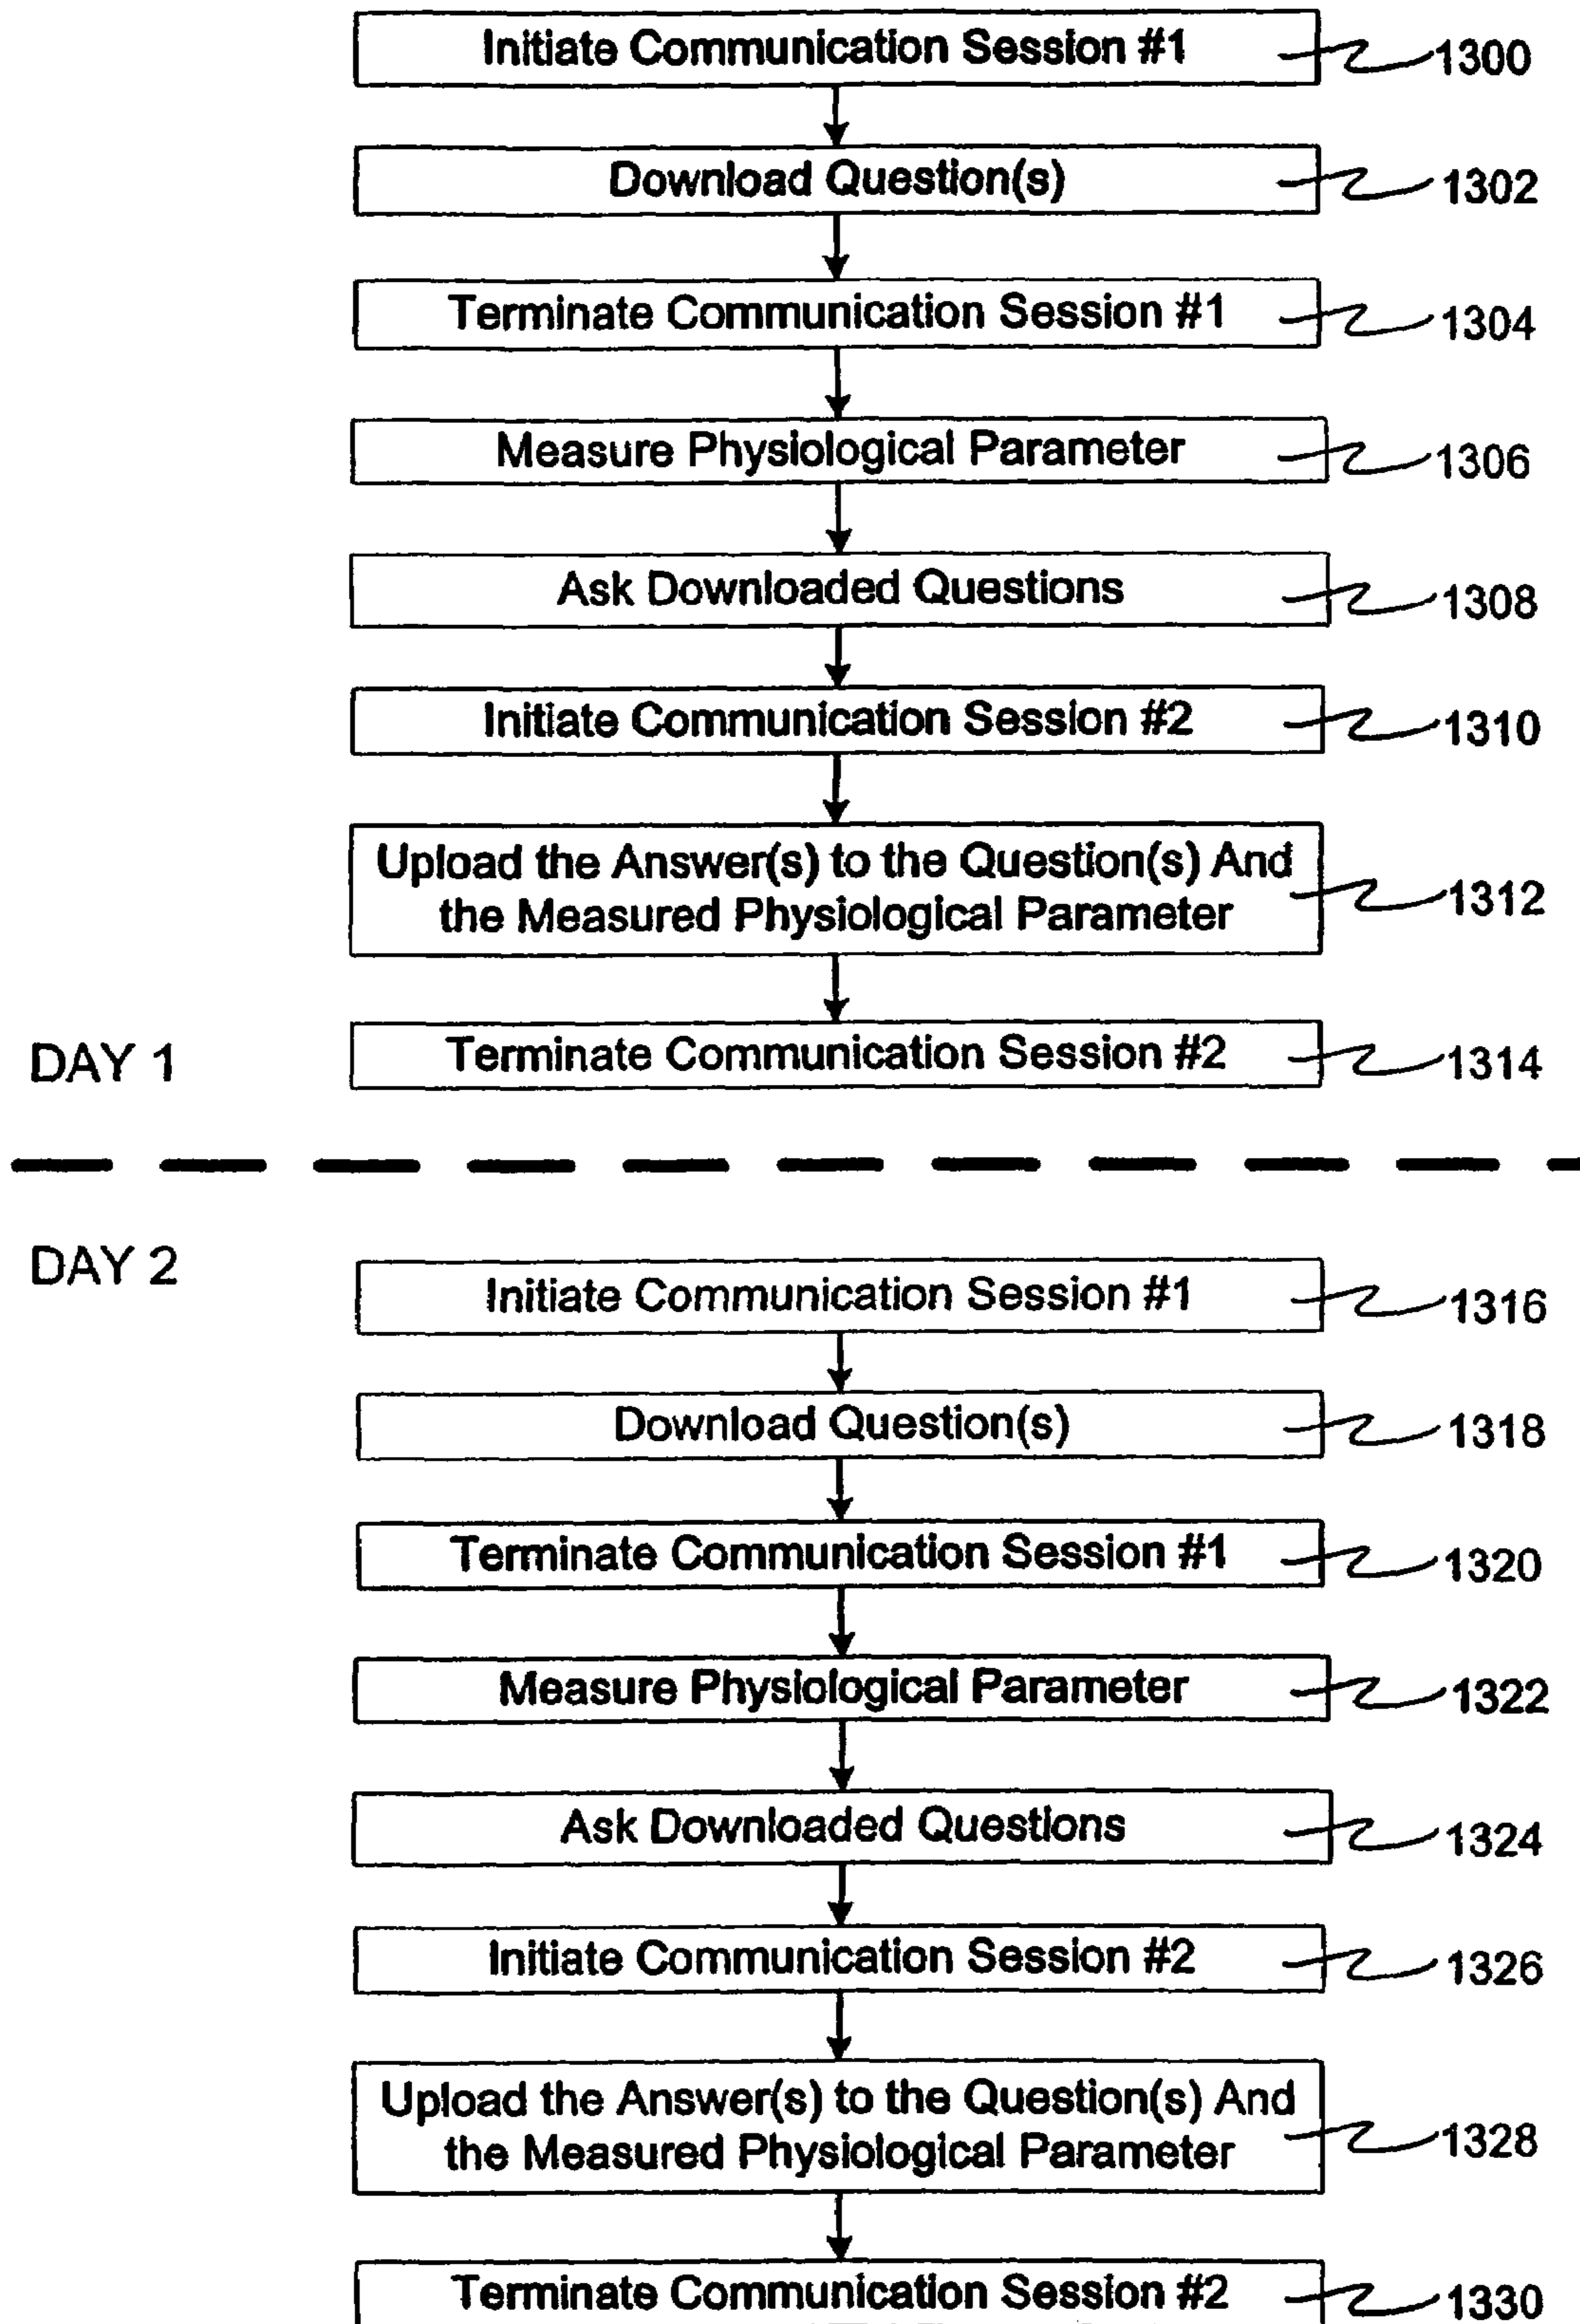 Initiate Communication Session #1 1300
Download Question(s) 1302
Terminate Communication Session #1 1304
Measure Physiological Parameter 1306
Ask Downloaded Questions 1308
Initiate Communication Session #2 1310
Upload the Answer(s) to the Question(s) And
the Measured Physiological Parameter 1312
DAY 1
Terminate Communication Session #2 1314
DAY 2
Initiate Communication Session #1 1316
Download Question(s) 1318
Terminate Communication Session #1 1320
Measure Physiological Parameter 1322
Ask Downloaded Questions 1324
Initiate Communication Session #2 1326
Upload the Answer(s) to the Question(s) And
the Measured Physiological Parameter 1328
Terminate Communication Session #2 1330